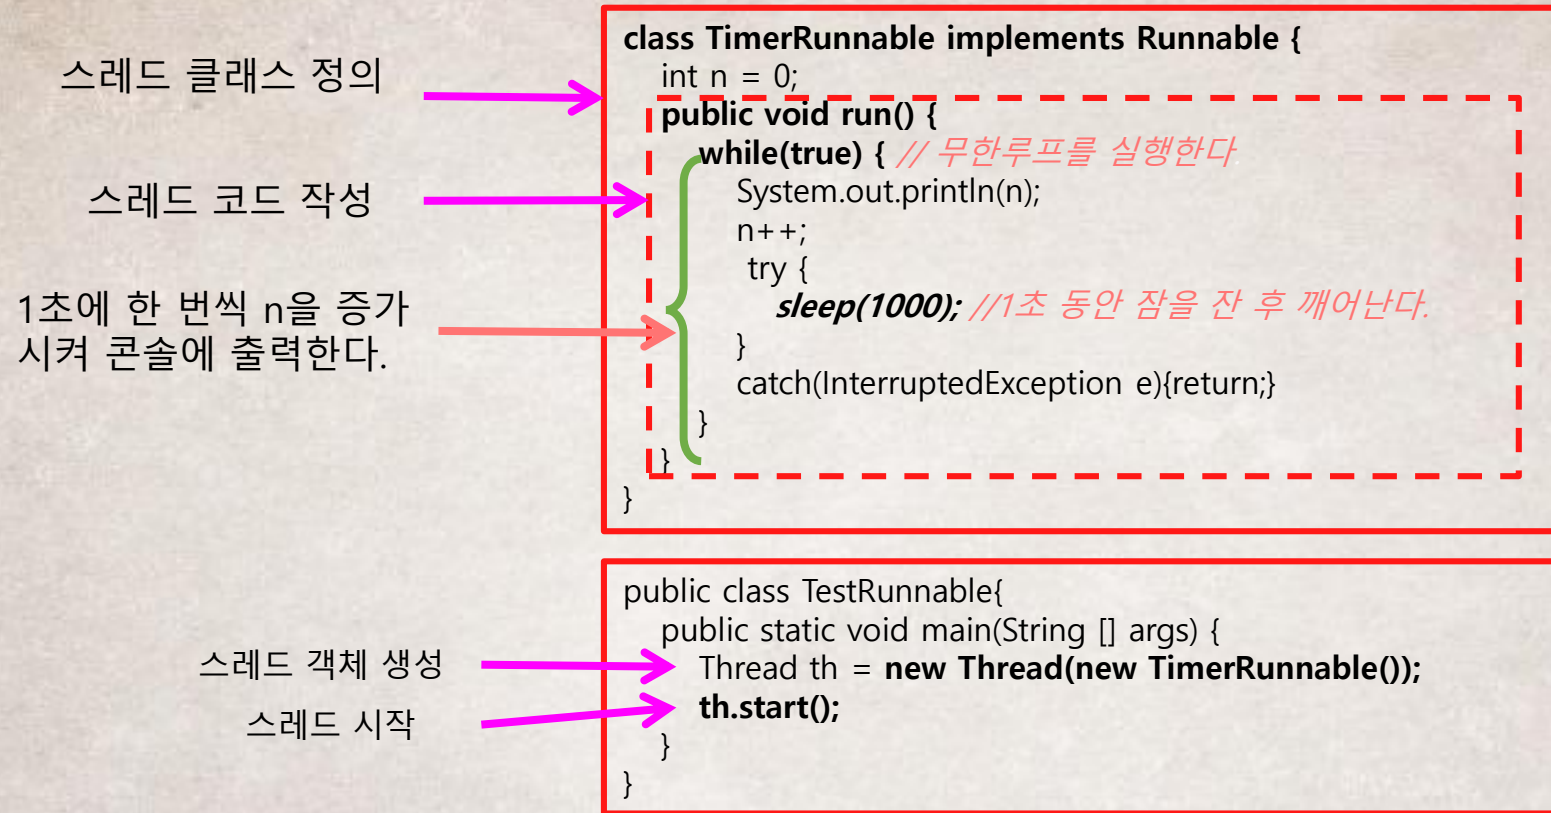 스레드 클래스 정의
스레드 코드 작성
1초에 한 번씩 n을 증가
시켜 콘솔에 출력한다.
class TimerRunnable implements Runnable {
int n = 0;
public void run() {
while(true) { // 무한루프를 실행한다.
System.out.println(n);
n++;
try {
sleep(1000); //1초 동안 잠을 잔 후 깨어난다.
}
catch(InterruptedException e){return;}
}
}
}
스레드 객체 생성
스레드 시작
public class TestRunnable{
public static void main(String [] args) {
Thread th = new Thread(new TimerRunnable());
th.start();
}
}